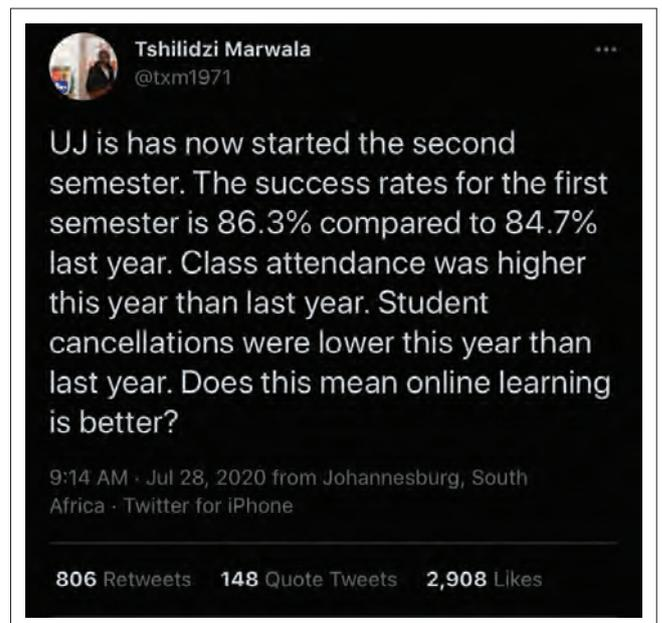 Tshilidzi Marwala
@txm1971
UJ is has now started the second
semester. The success rates for the first
semester is 86.3% compared to 84.7%
last year. Class attendance was higher
this year than last year. Student
cancellations were lower this year than
last year. Does this mean online learning
is better?
9:14 AM · Jul 28, 2020 from Johannesburg, South
Africa · Twitter for iPhone
806 Retweets 148 Quote Tweets 2,908 Likes